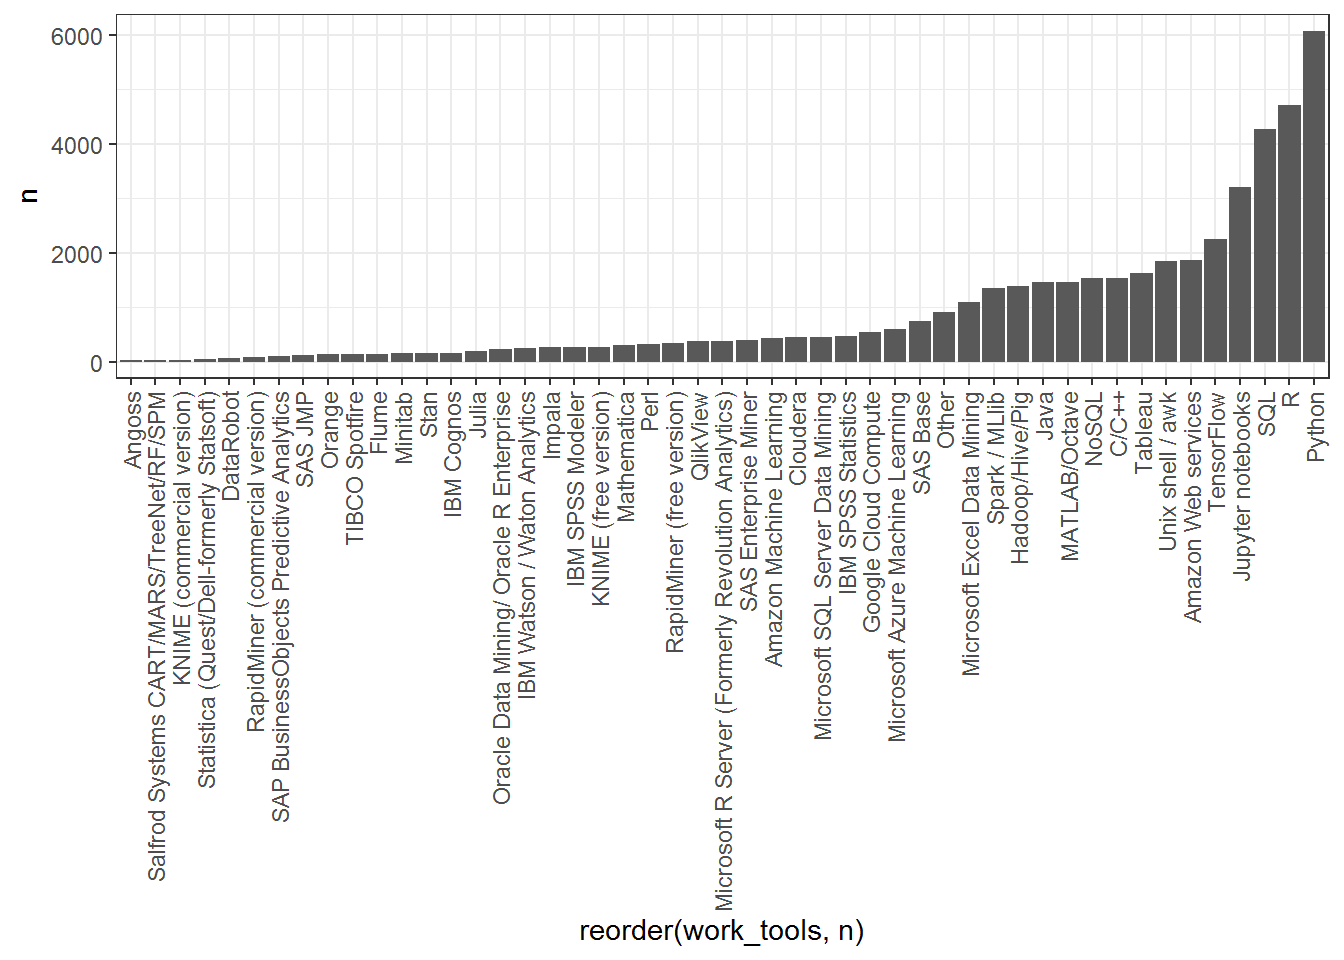 6000
4000
2000
0
n
Angoss
Salfrod Systems CART/MARS/TreeNet/RF/SPM
KNIME (commercial version)
Statistica (Quest/Dell-formerly Statsoft)
DataRobot
RapidMiner (commercial version)
SAP BusinessObjects Predictive Analytics
SAS JMP
Orange
TIBCO Spotfire
Flume
Minitab
Stan
IBM Cognos
Julia
Oracle Data Mining/ Oracle R Enterprise
IBM Watson / Waton Analytics
Impala
IBM SPSS Modeler
KNIME (free version)
Mathematica
Perl
RapidMiner (free version)
QlikView
Microsoft R Server (Formerly Revolution Analytics)
SAS Enterprise Miner
Amazon Machine Learning
Cloudera
Microsoft SQL Server Data Mining
IBM SPSS Statistics
Google Cloud Compute
Microsoft Azure Machine Learning
SAS Base
Other
Microsoft Excel Data Mining
Spark / MLlib
Hadoop/Hive/Pig
Java
MATLAB/Octave
NoSQL
C/C++
Tableau
Unix shell / awk
Amazon Web services
TensorFlow
Jupyter notebooks
SQL
R
Python
reorder(work_tools, n)